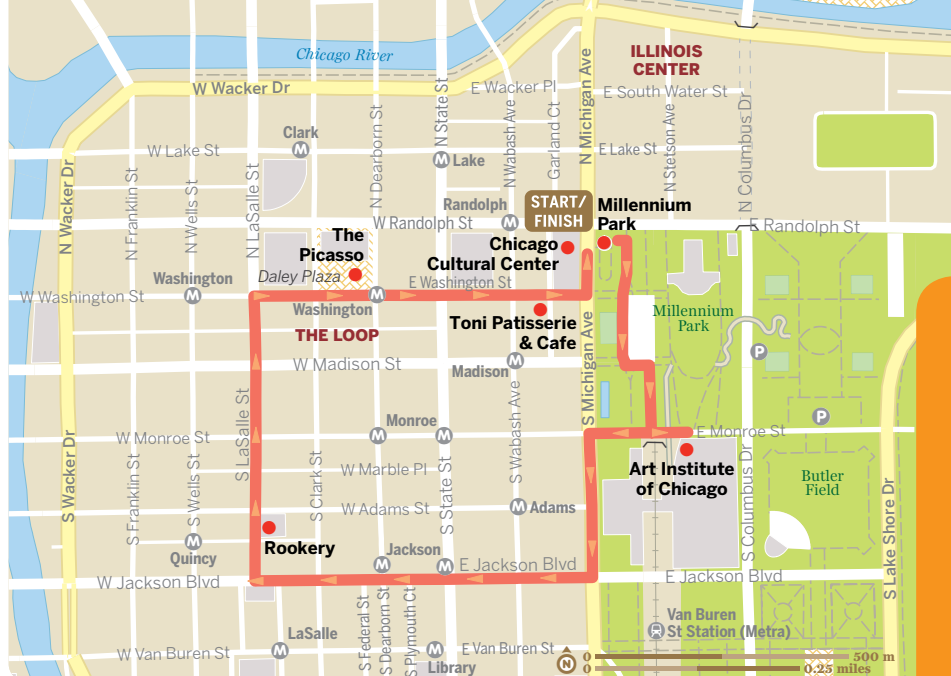 Chicago River
ILLINOIS
CENTER
W Wacker Dr
E Wacker Pl
E South Water St
N Michigan Ave
N State St
N Dearborn St
N Wabash Ave
Garland Ct
N Stetson Ave
N Columbus Dr
Clark
M
W Lake St
M Lake
E Lake St
N Wacker Dr
N Franklin St
N Wells St
N LaSalle St
Randolph
M
W Randolph St
START/
FINISH
Millennium
Park
E Randolph St
The
Picasso
Daley Plaza
Chicago
Cultural Center
Washington
M
E Washington St
W Washington St
M
Washington
THE LOOP
Toni Patisserie
& Cafe
Millennium
Park
S Michigan Ave
W Madison St
M
Madison
P
S LaSalle St
S Wabash Ave
Monroe
M
M
W Monroe St
E Monroe St
P
S Wacker Dr
S Franklin St
S Wells St
S Clark St
W Marble Pl
S State St
Art Institute
of Chicago
S Columbus Dr
Butler
Field
S Lake Shore Dr
W Adams St
M Adams
Rookery
M
Quincy
Jackson
M
M
E Jackson Blvd
W Jackson Blvd
E Jackson Blvd
S Federal St
S Dearborn St
S Plymouth Ct
LaSalle
M
W Van Buren St
M
Library
E Van Buren St
Van Buren
St Station (Metra)
N
0
500 m
0
0.25 miles